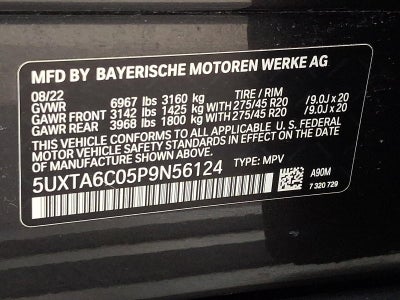 MFD BY BAYERISCHE MOTOREN WERKE AG
08/22 TIRE / RIM
GVWR 6967 lbs 3160 kg
GAWR FRONT 3142 lbs 1425 kg WITH 275/45 R20 / 9.0J x 20
GAWR REAR 3968 lbs 1800 kg WITH 275/45 R20 / 9.0J x 20
THIS VEHICLE CONFORMS TO ALL APPLICABLE U.S. FEDERAL
MOTOR VEHICLE SAFETY STANDARDS IN EFFECT ON THE DATE
OF MANUFACTURE SHOWN ABOVE.
5UXTA6C05P9N56124 TYPE: MPV
A90M
7 320 729